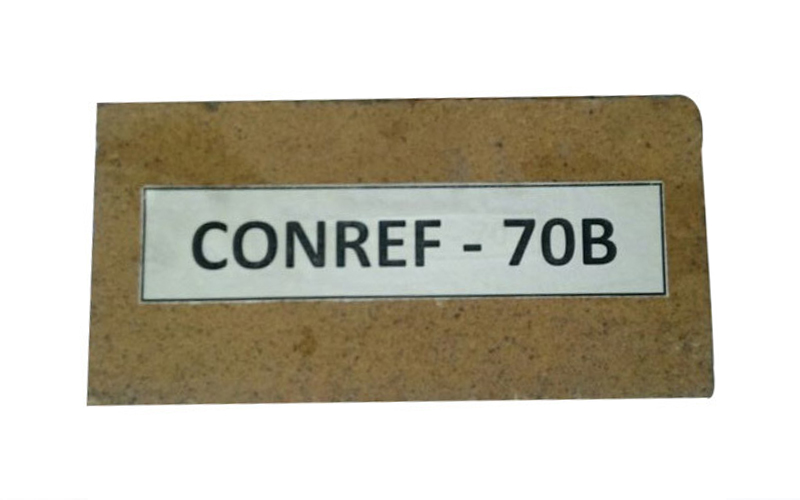 CONREF - 70B